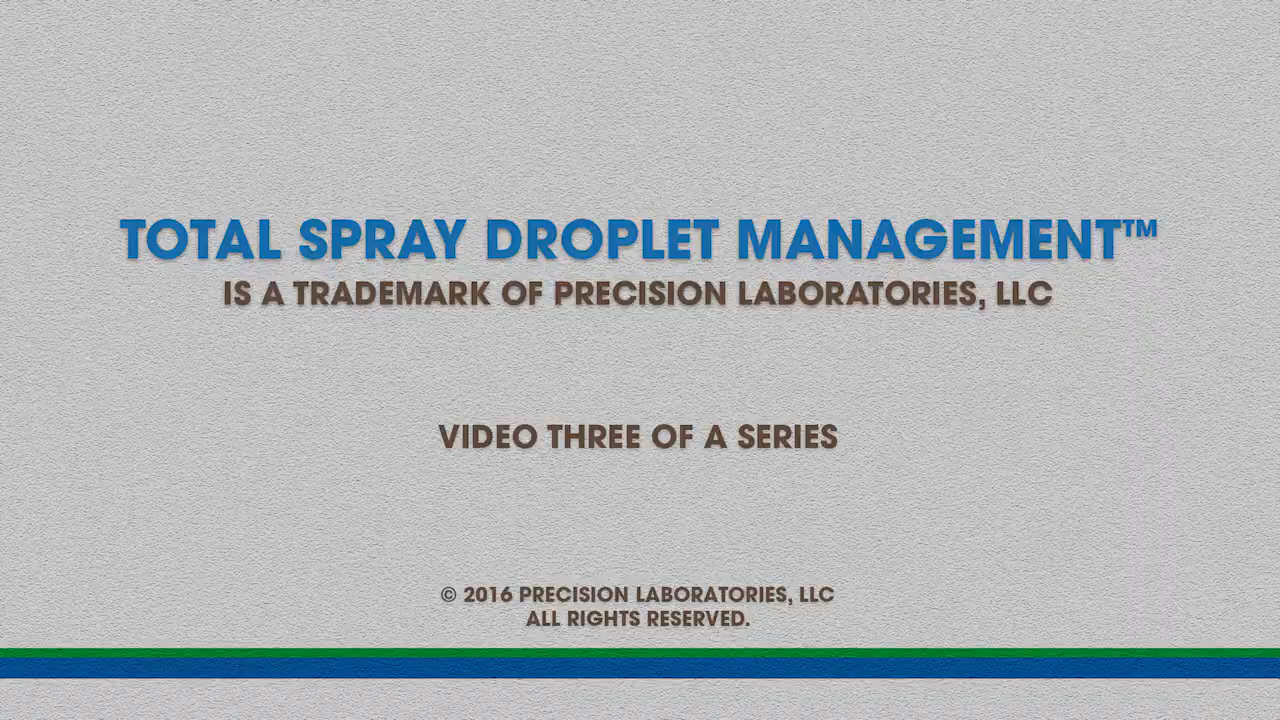 TOTAL SPRAY DROPLET MANAGEMENT™
IS A TRADEMARK OF PRECISION LABORATORIES, LLC
VIDEO THREE OF A SERIES
© 2016 PRECISION LABORATORIES, LLC
ALL RIGHTS RESERVED.